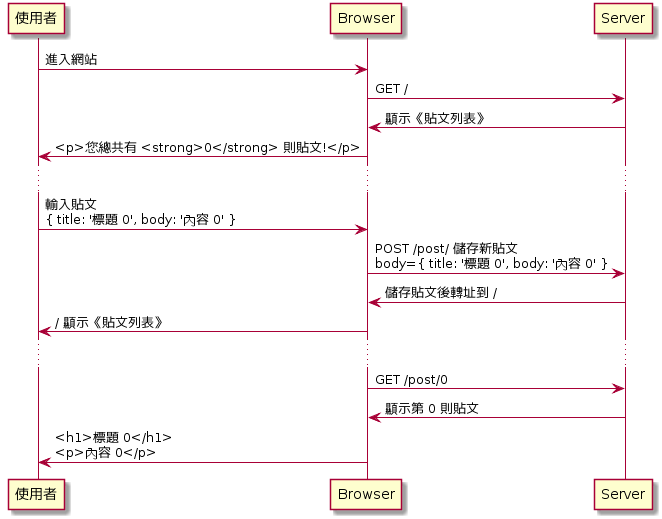 使用者
Browser
Server
進入網站
GET /
顯示《貼文列表》
<p>您總共有 <strong>0</strong> 則貼文!</p>
輸入貼文
{ title: '標題 0', body: '內容 0' }
POST /post/ 儲存新貼文
body={ title: '標題 0', body: '內容 0' }
儲存貼文後轉址到 /
/ 顯示《貼文列表》
GET /post/0
顯示第 0 則貼文
<h1>標題 0</h1>
<p>內容 0</p>
使用者
Browser
Server